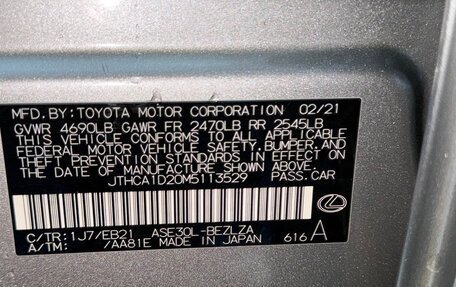 MFD. BY: TOYOTA MOTOR CORPORATION 02/21
GVWR 4690LB GAWR FR 2470LB RR 2545LB
THIS VEHICLE CONFORMS TO ALL APPLICABLE
FEDERAL MOTOR VEHICLE SAFETY, BUMPER, AND
THEFT PREVENTION STANDARDS IN EFFECT ON
THE DATE OF MANUFACTURE SHOWN ABOVE.
JTHCA1D20M5113529 PASS.CAR
C/TR: 1J7/EB21 ASE30L-BEZLZA
A/TM: /AA81E MADE IN JAPAN 616 A